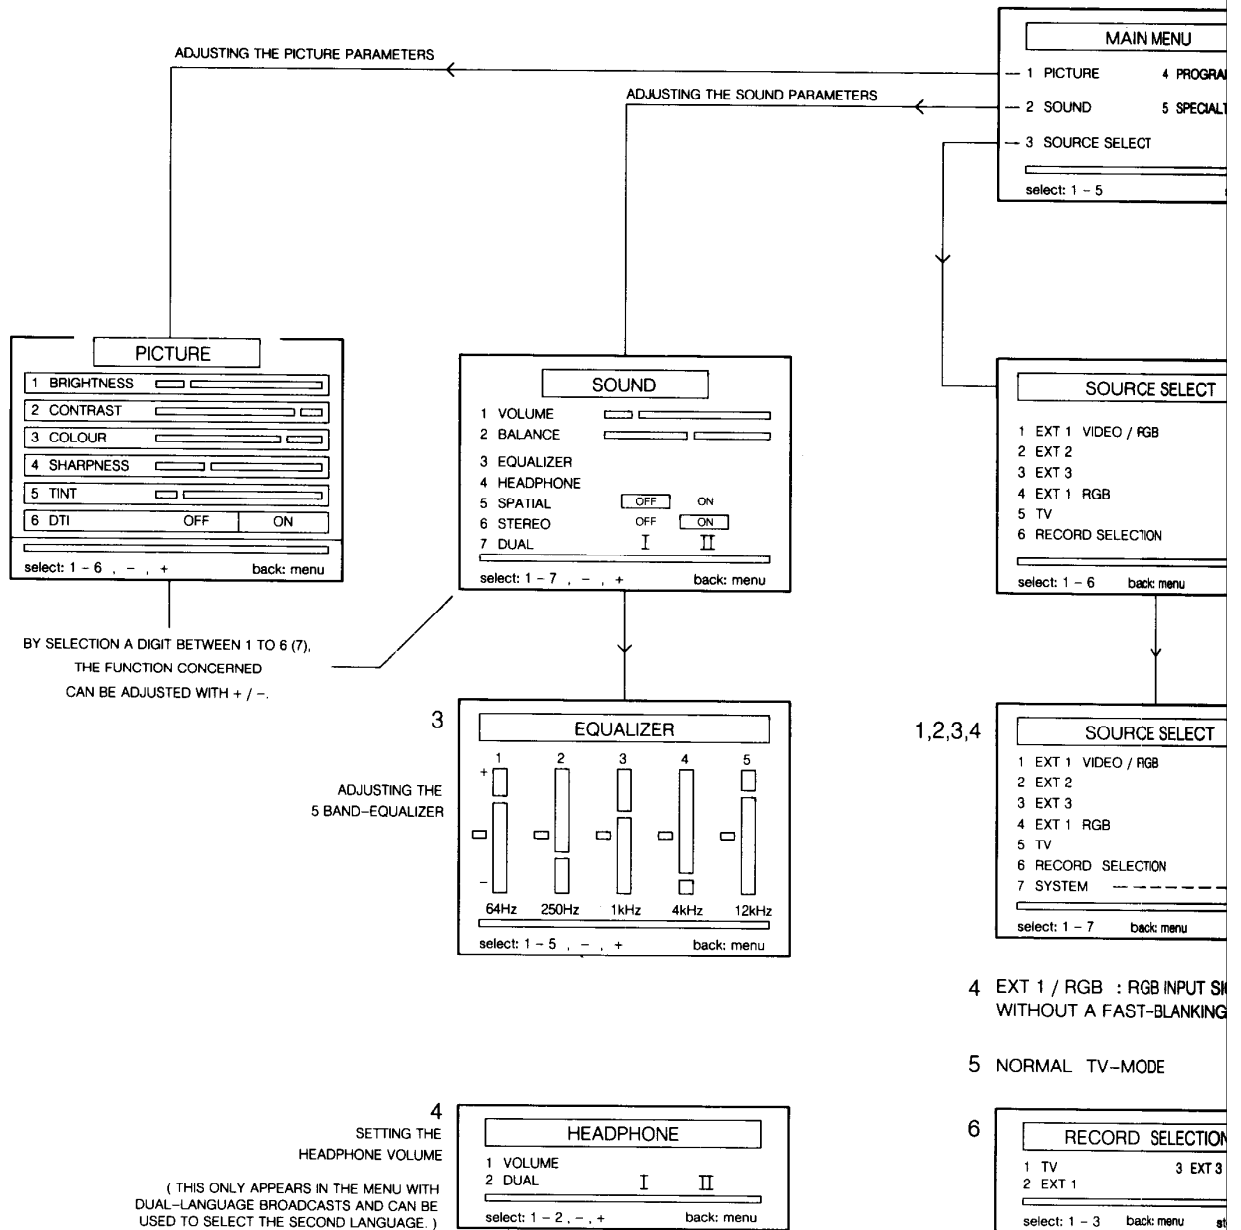 MAIN MENU
1 PICTURE
2 SOUND
5
3 SOURCE SELECT
select: 1 – 5
4
ADJUSTING THE PICTURE PARAMETERS
ADJUSTING THE SOUND PARAMETERS
PICTURE
1 BRIGHTNESS
2 CONTRAST
3 COLOUR
4 SHARPNESS
5 TINT
6 DTI OFF ON
select: 1 – 6 , – , + back: menu
BY SELECTION A DIGIT BETWEEN 1 TO 6 (7),
THE FUNCTION CONCERNED
CAN BE ADJUSTED WITH + / –.
SOUND
1 VOLUME
2 BALANCE
3 EQUALIZER
4 HEADPHONE
5 SPATIAL OFF ON
6 STEREO OFF ON
7 DUAL I II
select: 1 – 7 , – , + back: menu
3
ADJUSTING THE
5 BAND–EQUALIZER
EQUALIZER
1 2 3 4 5
+
–
64Hz 250Hz 1kHz 4kHz 12kHz
select: 1 – 5 , – , + back: menu
4
SETTING THE
HEADPHONE VOLUME
( THIS ONLY APPEARS IN THE MENU WITH
DUAL–LANGUAGE BROADCASTS AND CAN BE
USED TO SELECT THE SECOND LANGUAGE. )
HEADPHONE
1 VOLUME
2 DUAL I II
select: 1 – 2 , – , + back: menu
SOURCE SELECT
1 EXT 1 VIDEO / RGB
2 EXT 2
3 EXT 3
4 EXT 1 RGB
5 TV
6 RECORD SELECTION
select: 1 – 6 back: menu
1,2,3,4
SOURCE SELECT
1 EXT 1 VIDEO / RGB
2 EXT 2
3 EXT 3
4 EXT 1 RGB
5 TV
6 RECORD SELECTION
7 SYSTEM – – – – – – – –
select: 1 – 7 back: menu
4 EXT 1 / RGB : RGB INPUT
WITHOUT A FAST–BLANKING
5 NORMAL TV–MODE
6
RECORD SELECTION
1 TV 3 EXT 3
2 EXT 1
select: 1 – 3 back: menu